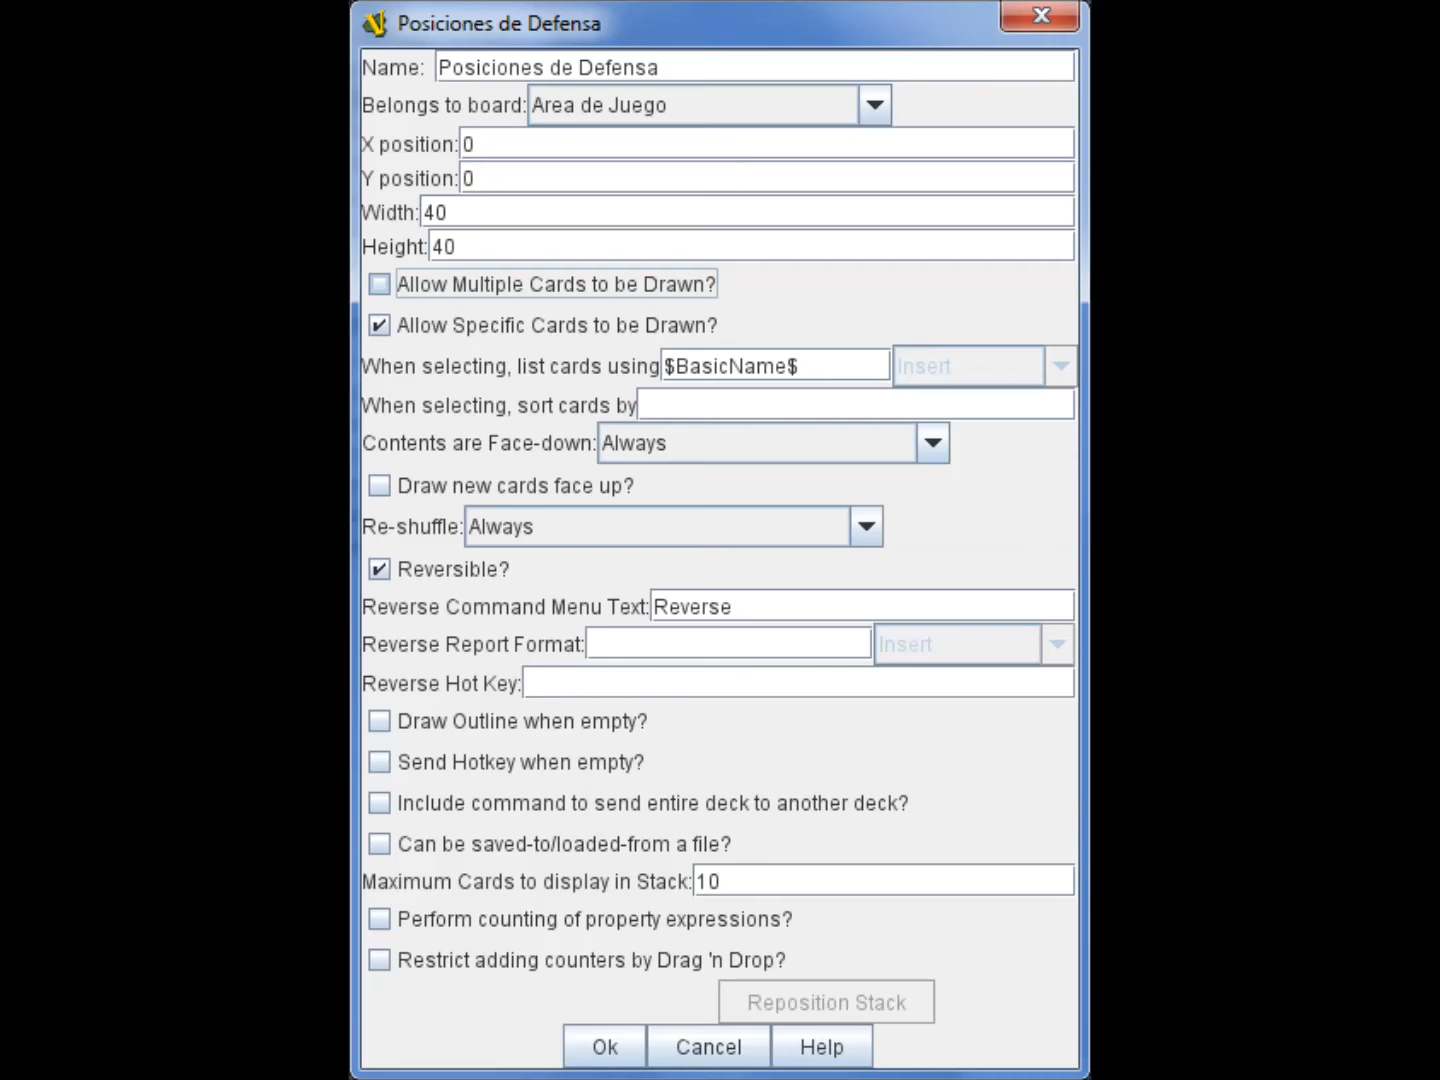 Posiciones de Defensa
Name: Posiciones de Defensa
Belongs to board: Area de Juego
X position: 0
Y position: 0
Width: 40
Height: 40
Allow Multiple Cards to be Drawn?
Allow Specific Cards to be Drawn?
When selecting, list cards using $BasicName$ Insert
When selecting, sort cards by
Contents are Face-down: Always
Draw new cards face up?
Re-shuffle: Always
Reversible?
Reverse Command Menu Text: Reverse
Reverse Report Format: Insert
Reverse Hot Key:
Draw Outline when empty?
Send Hotkey when empty?
Include command to send entire deck to another deck?
Can be saved-to/loaded-from a file?
Maximum Cards to display in Stack: 10
Perform counting of property expressions?
Restrict adding counters by Drag 'n Drop?
Reposition Stack
Ok Cancel Help